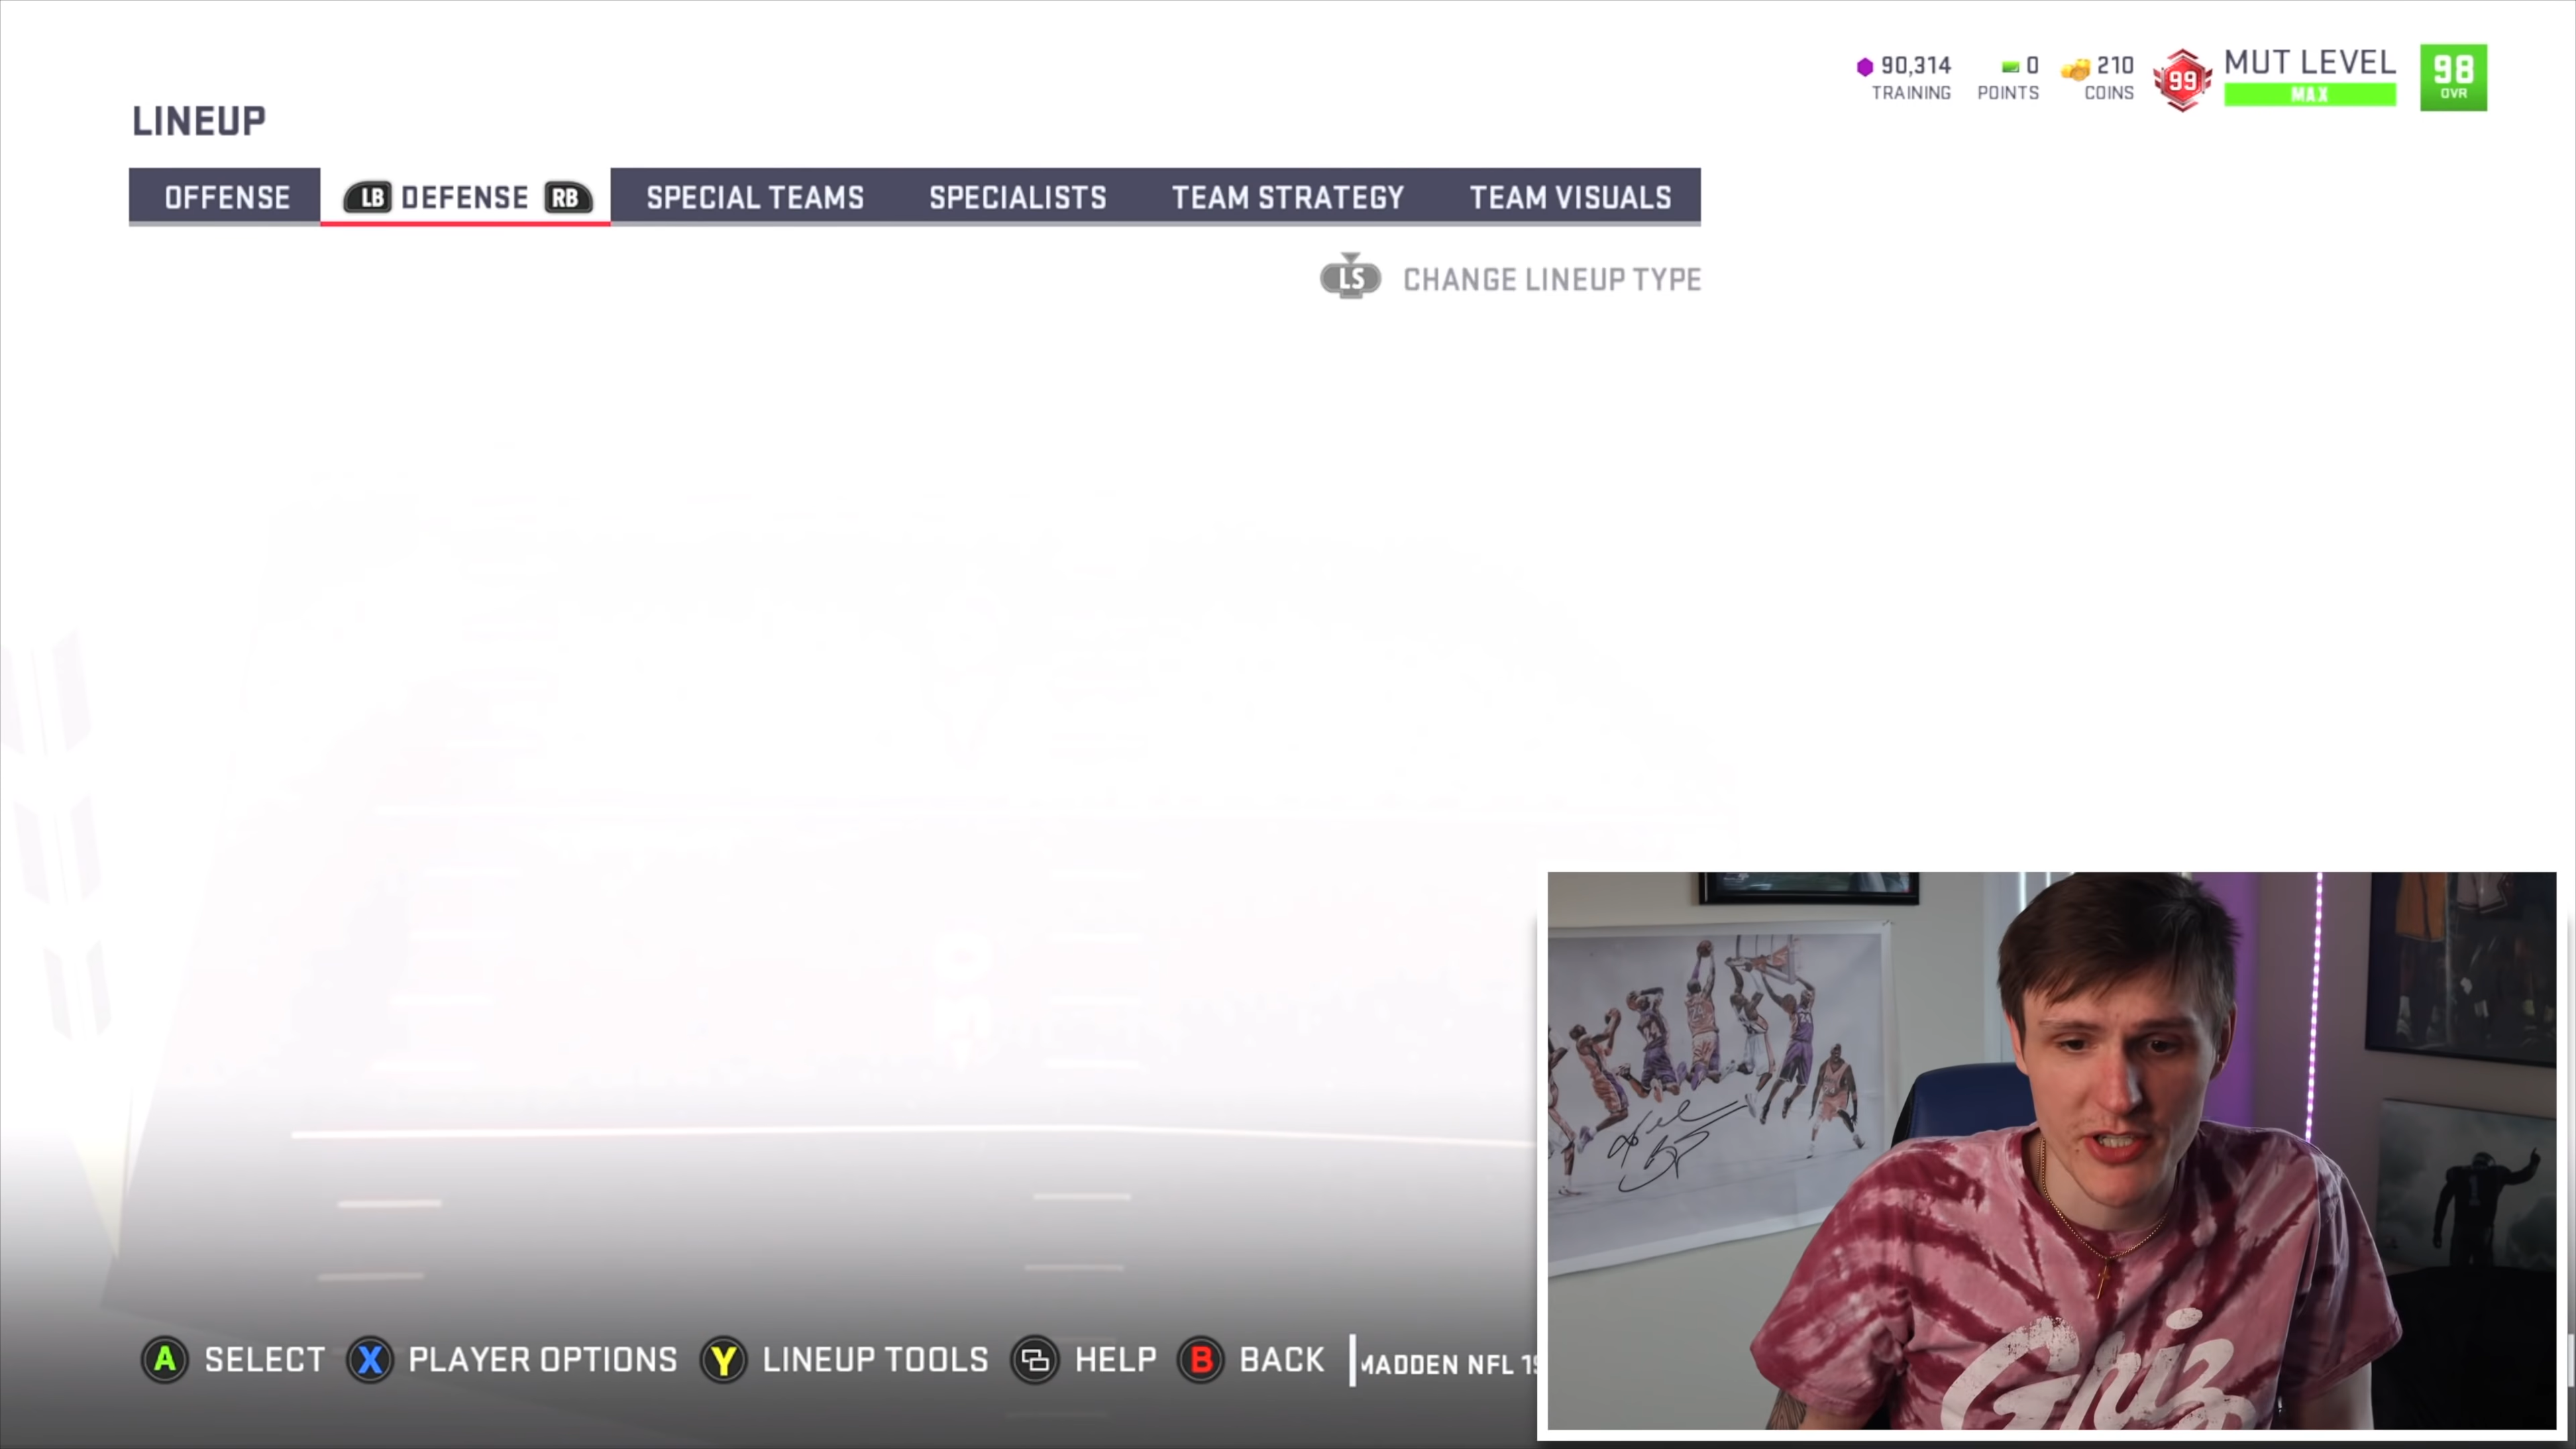 90,314
TRAINING
0
POINTS
210
COINS
99
MUT LEVEL
MAX
98
OVR
LINEUP
OFFENSE
LB DEFENSE RB
SPECIAL TEAMS
SPECIALISTS
TEAM STRATEGY
TEAM VISUALS
LS CHANGE LINEUP TYPE
A SELECT
X PLAYER OPTIONS
Y LINEUP TOOLS
HELP
B BACK
MADDEN NFL 19
24